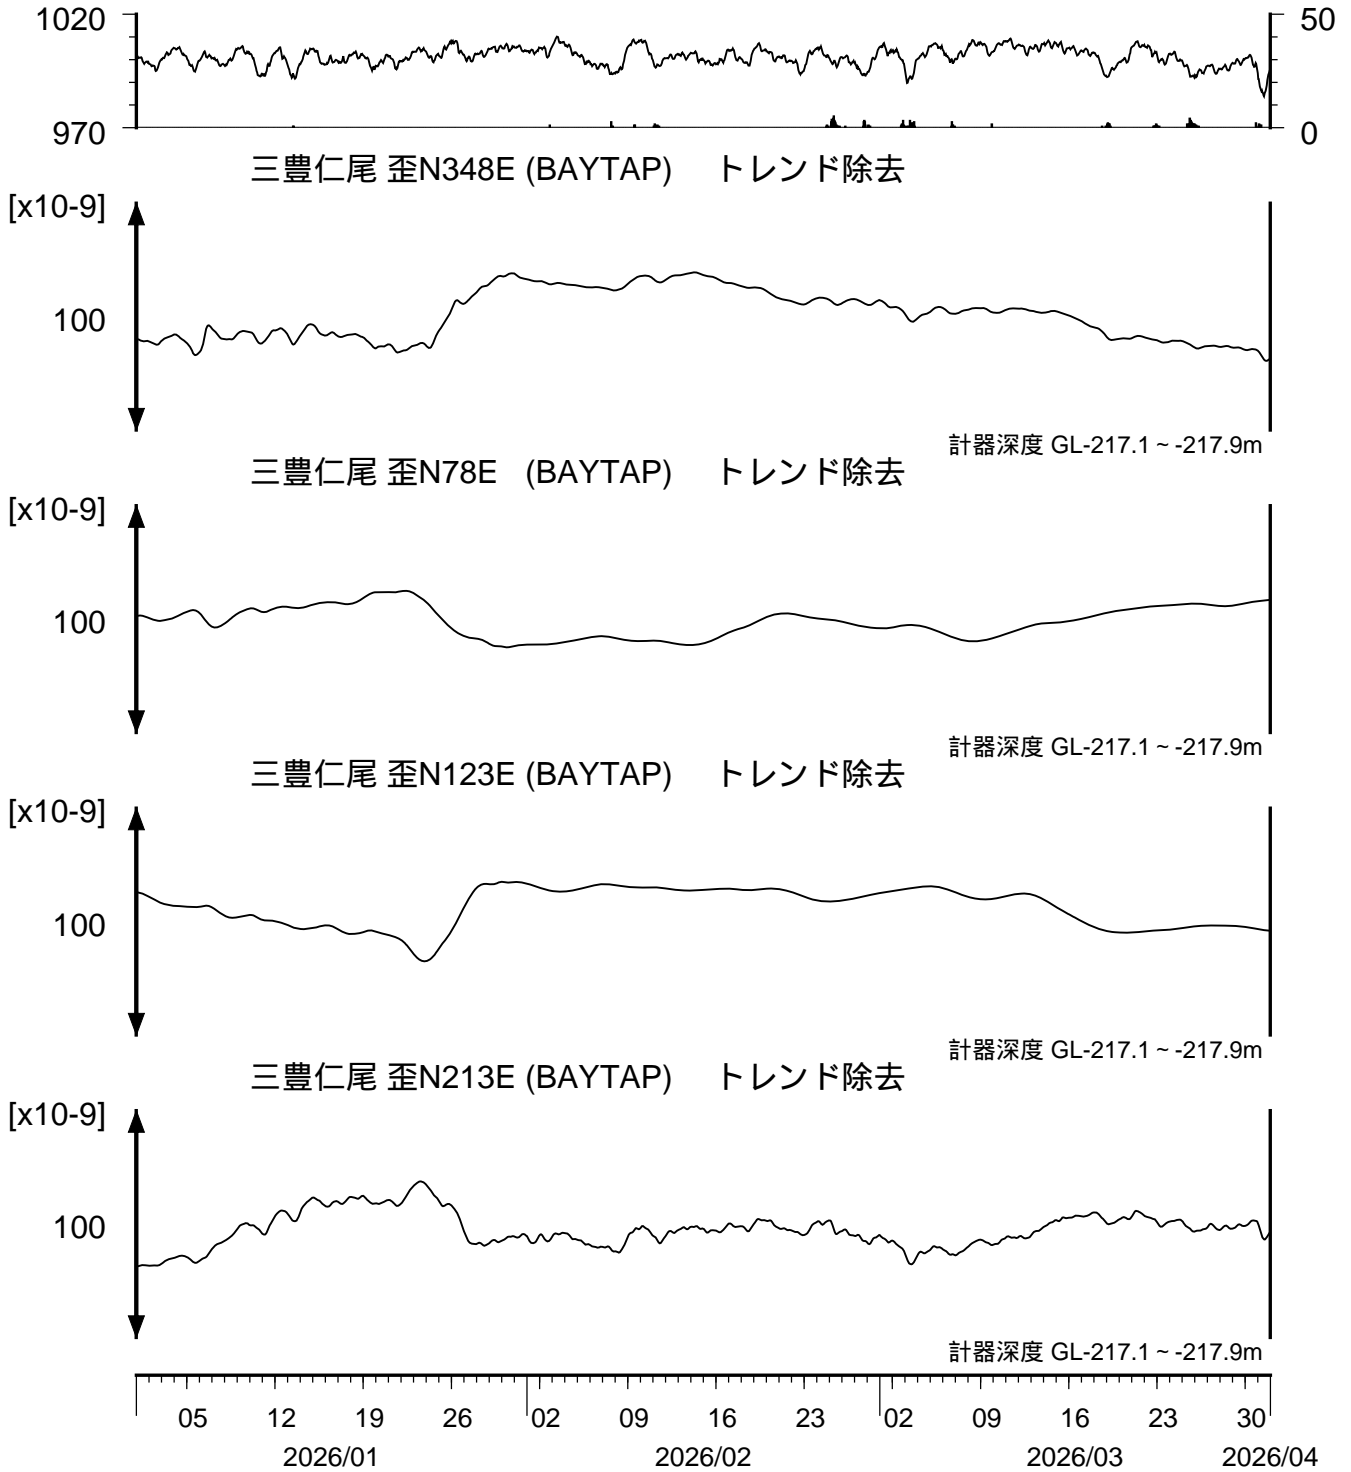 1020 50
970 0
三豊仁尾 歪N348E (BAYTAP) トレンド除去
[x10-9]
100
計器深度 GL-217.1 ~ -217.9m
三豊仁尾 歪N78E (BAYTAP) トレンド除去
[x10-9]
100
計器深度 GL-217.1 ~ -217.9m
三豊仁尾 歪N123E (BAYTAP) トレンド除去
[x10-9]
100
計器深度 GL-217.1 ~ -217.9m
三豊仁尾 歪N213E (BAYTAP) トレンド除去
[x10-9]
100
計器深度 GL-217.1 ~ -217.9m
05 12 19 26 02 09 16 23 02 09 16 23 30
2026/01 2026/02 2026/03 2026/04